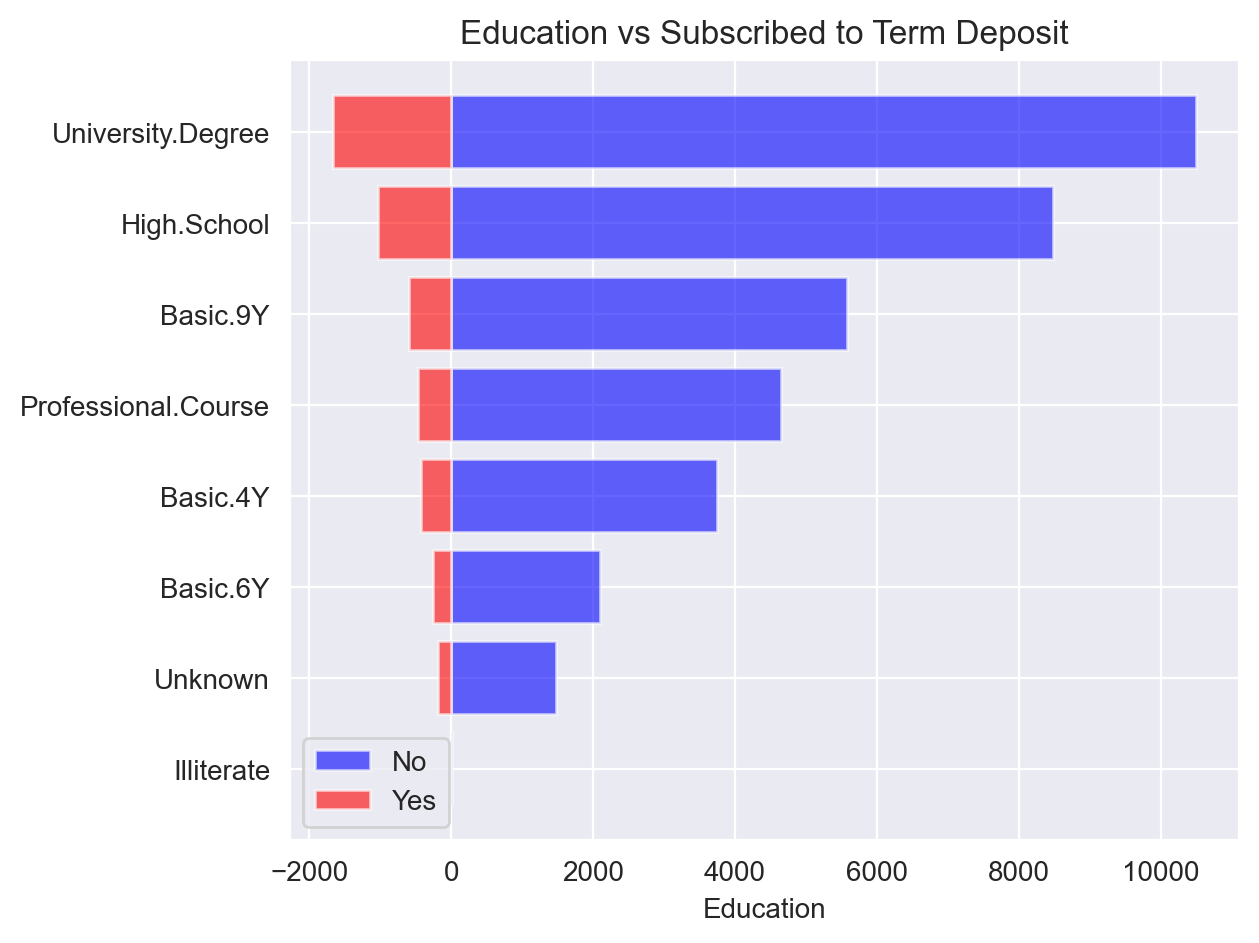 Education vs Subscribed to Term Deposit
University.Degree
High.School
Basic.9Y
Professional.Course
Basic.4Y
Basic.6Y
Unknown
Illiterate
No
Yes
−2000 0 2000 4000 6000 8000 10000
Education